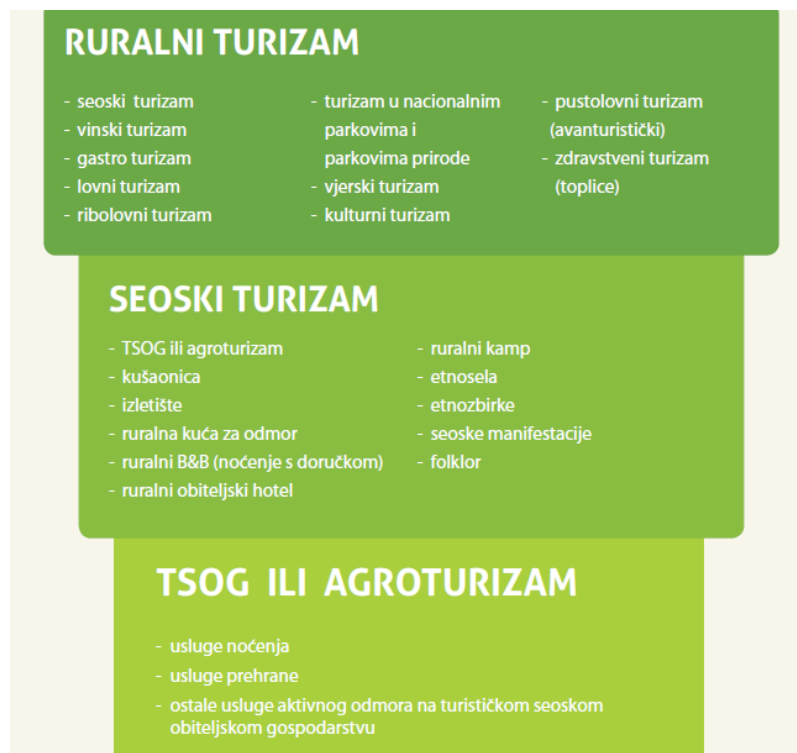 RURALNI TURIZAM
- seoski turizam
- vinski turizam
- gastro turizam
- lovni turizam
- ribolovni turizam
- turizam u nacionalnim
parkovima i
parkovima prirode
- vjerski turizam
- kulturni turizam
- pustolovni turizam
(avanturistički)
- zdravstveni turizam
(toplice)
SEOSKI TURIZAM
- TSOG ili agroturizam
- kušaonica
- izletište
- ruralna kuća za odmor
- ruralni B&B (noćenje s doručkom)
- ruralni obiteljski hotel
- ruralni kamp
- etnosela
- etnozbirke
- seoske manifestacije
- folklor
TSOG ILI AGROTURIZAM
- usluge noćenja
- usluge prehrane
- ostale usluge aktivnog odmora na turističkom seoskom
obiteljskom gospodarstvu